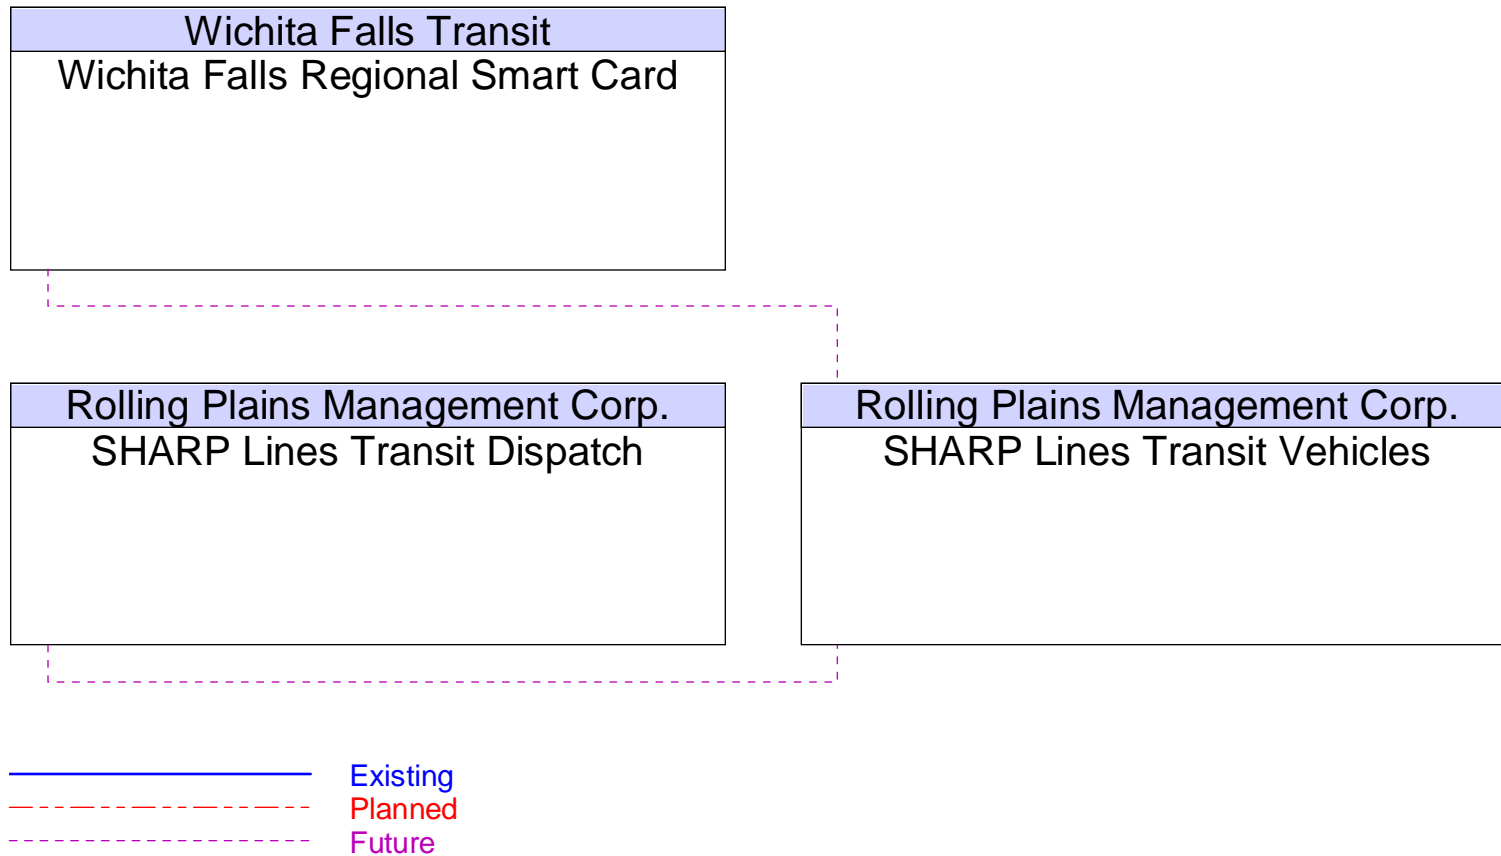 Wichita Falls Transit
Wichita Falls Regional Smart Card
Rolling Plains Management Corp.
SHARP Lines Transit Dispatch
Rolling Plains Management Corp.
SHARP Lines Transit Vehicles
Existing
Planned
Future